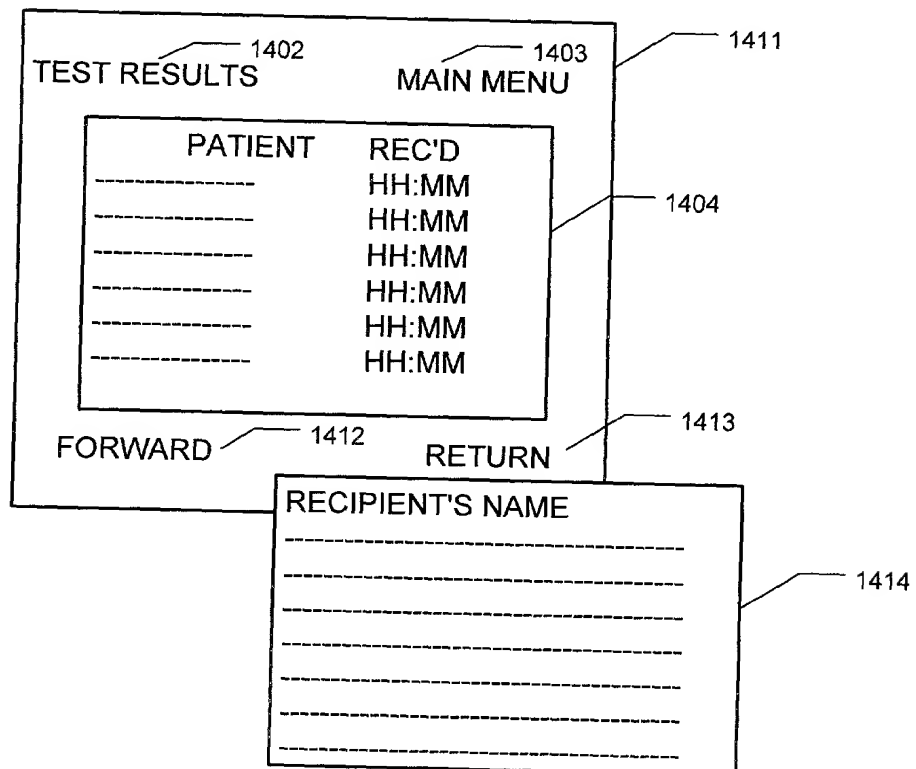 1402 1403 1411
TEST RESULTS MAIN MENU
PATIENT REC'D
HH:MM
HH:MM 1404
HH:MM
HH:MM
HH:MM
HH:MM
FORWARD 1412 RETURN 1413
RECIPIENT'S NAME
1414